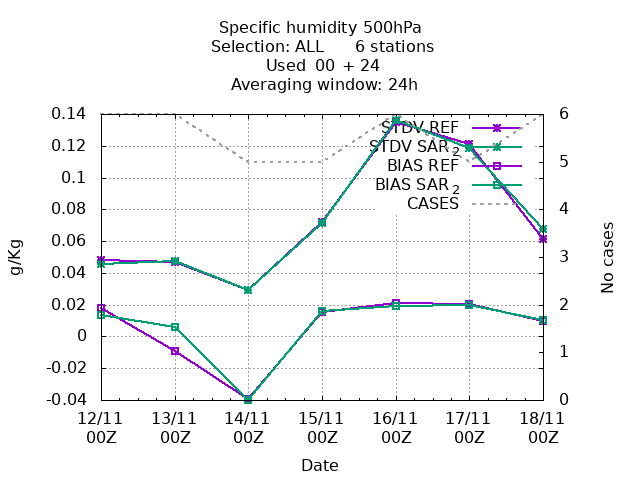 Specific humidity 500hPa
Selection: ALL 6 stations
Used 00 + 24
Averaging window: 24h
STDV REF
STDV SAR 2
BIAS REF
BIAS SAR 2
CASES
0.14
0.12
0.1
0.08
0.06
0.04
0.02
0
-0.02
-0.04
g/Kg
6
5
4
3
2
1
0
No cases
12/11 13/11 14/11 15/11 16/11 17/11 18/11
00Z 00Z 00Z 00Z 00Z 00Z 00Z
Date